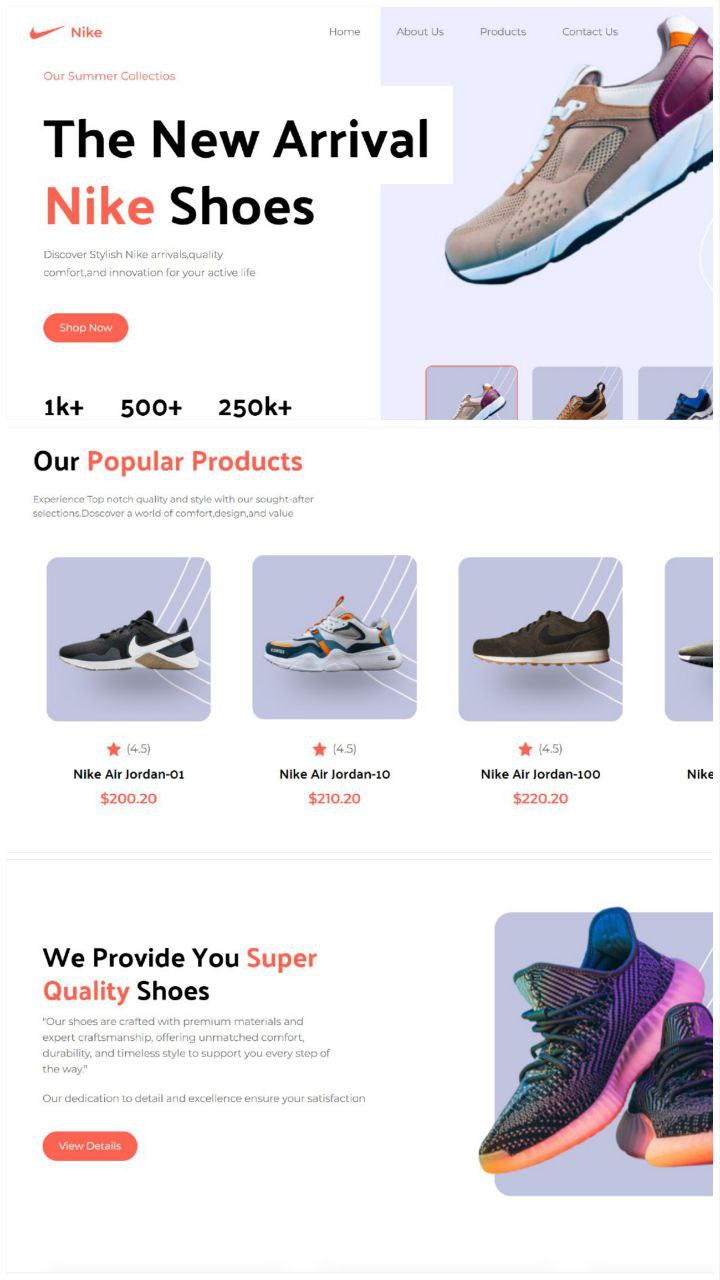 Nike
Home
About Us
Products
Contact Us
Our Summer Collectios
The New Arrival
Nike Shoes
Discover Stylish Nike arrivals,quality
comfort,and innovation for your active life
Shop Now
1k+ 500+ 250k+
Our Popular Products
Experience Top notch quality and style with our sought-after
selections.Doscover a world of comfort,design,and value
(4.5) (4.5) (4.5)
Nike Air Jordan-01 Nike Air Jordan-10 Nike Air Jordan-100 Nike
$200.20 $210.20 $220.20
We Provide You Super
Quality Shoes
"Our shoes are crafted with premium materials and
expert craftsmanship, offering unmatched comfort,
durability, and timeless style to support you every step of
the way."
Our dedication to detail and excellence ensure your satisfaction
View Details